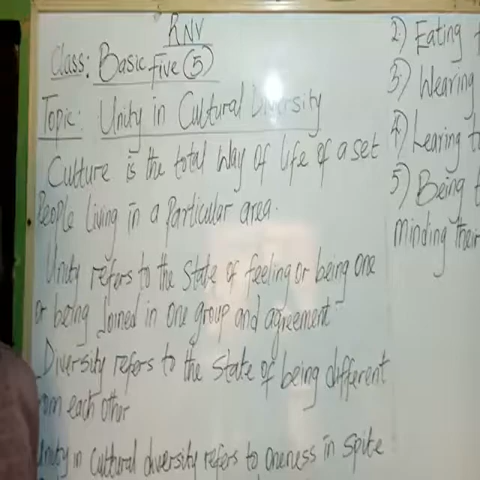 RNV
Class: Basic Five (5)
Topic: Unity in Cultural Diversity
Culture is the total way of life of a set
People living in a particular area.
Unity refers to the state of feeling or being one
or being Joined in one group and agreement
Diversity refers to the state of being different
from each other
Unity in cultural diversity refers to oneness in spite
2) Eating
3) Wearing
4) Learing to
5) Being
minding their